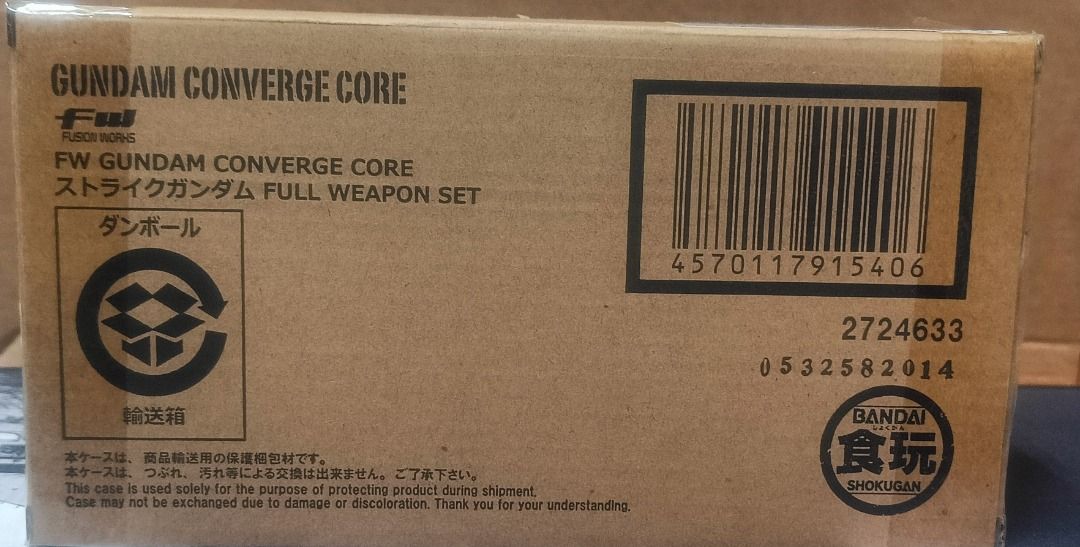 GUNDAM CONVERGE CORE
FW
FUSION WORKS
FW GUNDAM CONVERGE CORE
ストライクガンダム FULL WEAPON SET
ダンボール
輸送箱
本ケースは、商品輸送用の保護梱包材です。
本ケースは、つぶれ、汚れ等による交換は出来ません。ご了承下さい。
This case is used solely for the purpose of protecting product during shipment.
Case may not be exchanged due to damage or discoloration. Thank you for your understanding.
4570117915406
2724633
0532582014
BANDAI
しょくがん
食玩
SHOKUGAN